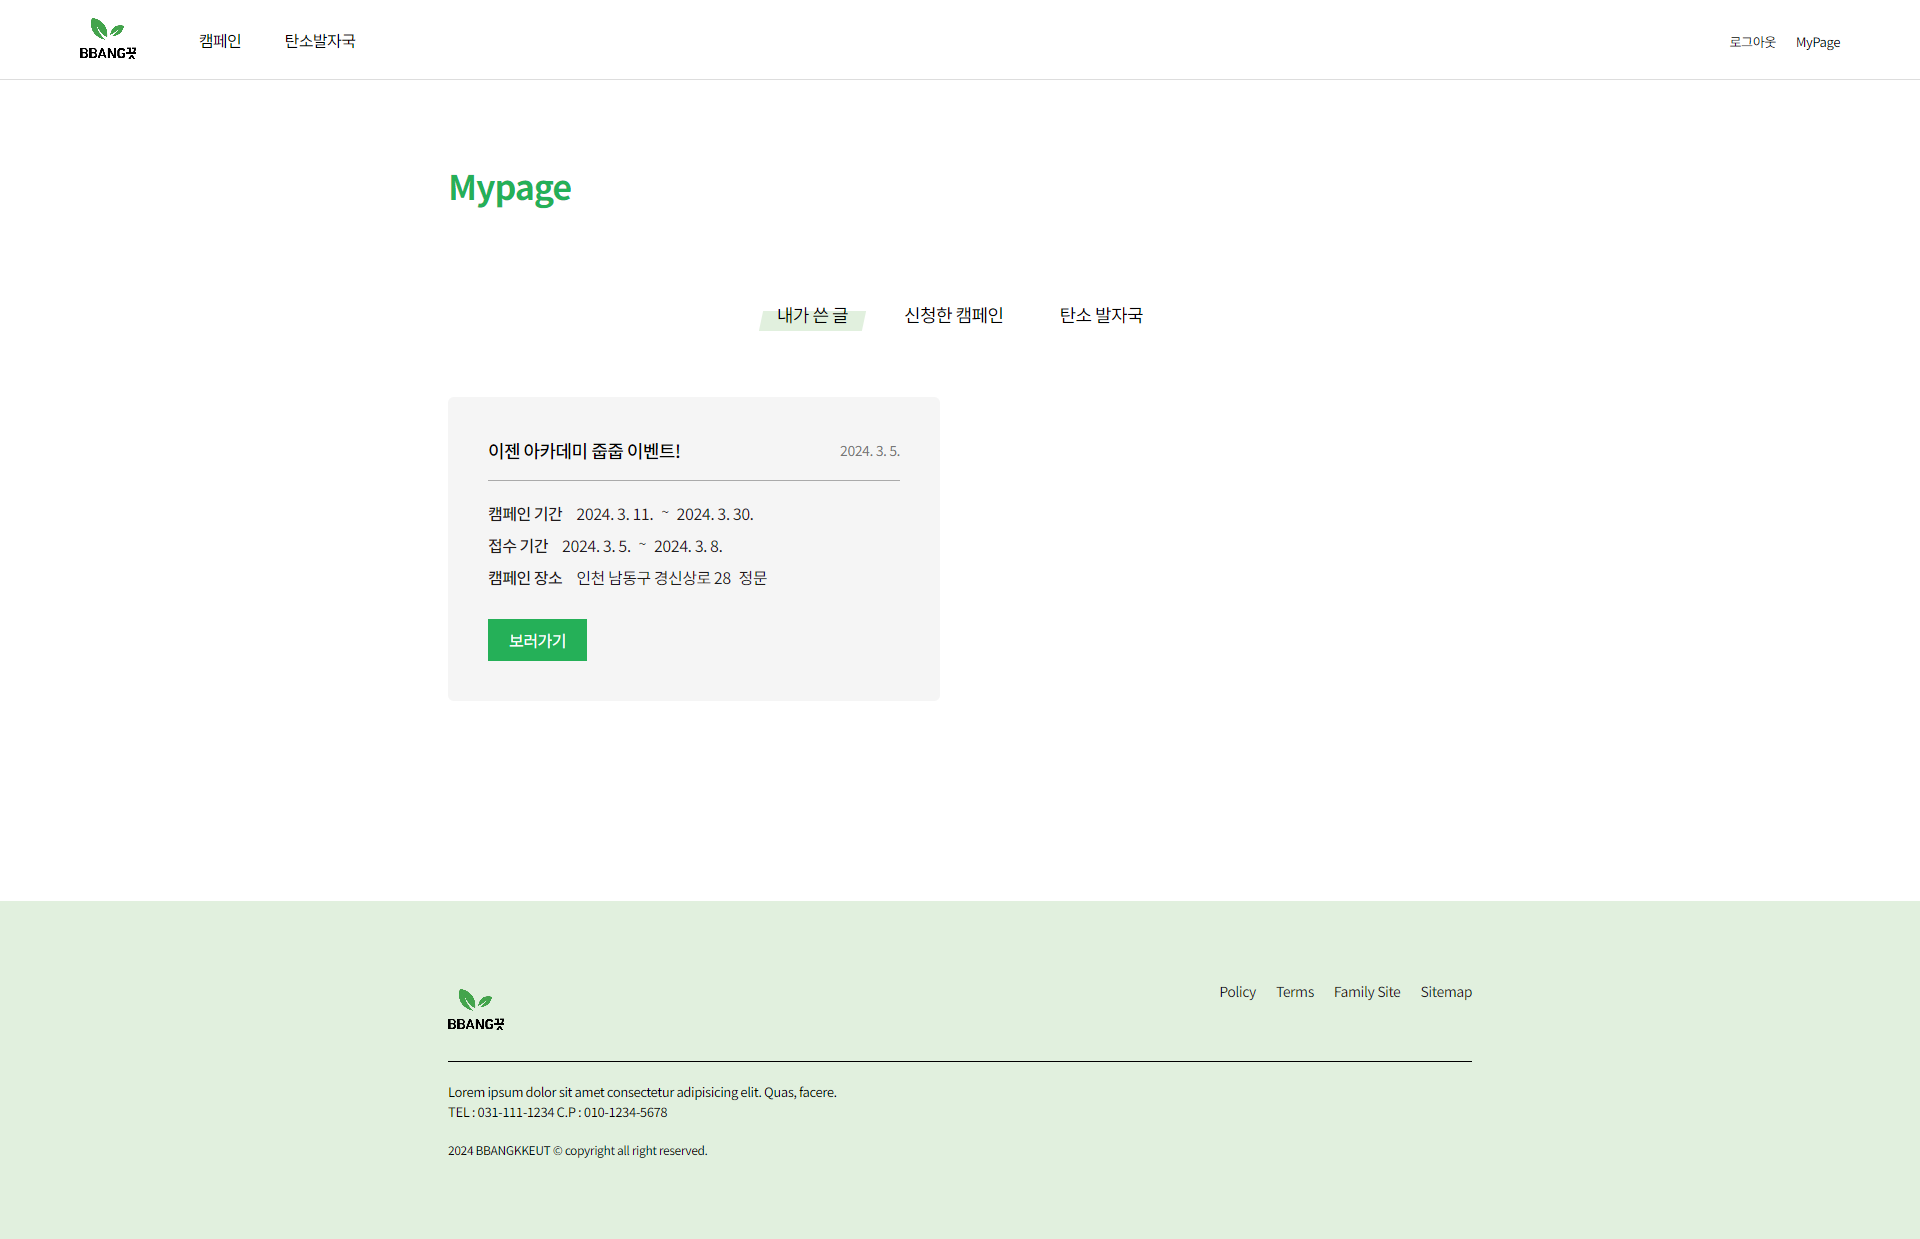 BBANG끗
캠페인 탄소발자국 로그아웃 MyPage
Mypage
내가 쓴 글 신청한 캠페인 탄소 발자국
이젠 아카데미 줍줍 이벤트! 2024. 3. 5.
캠페인 기간 2024. 3. 11. ~ 2024. 3. 30.
접수 기간 2024. 3. 5. ~ 2024. 3. 8.
캠페인 장소 인천 남동구 경신상로 28 정문
보러가기
Policy Terms Family Site Sitemap
BBANG끗
Lorem ipsum dolor sit amet consectetur adipisicing elit. Quas, facere.
TEL : 031-111-1234 C.P : 010-1234-5678
2024 BBANGKKEUT © copyright all right reserved.